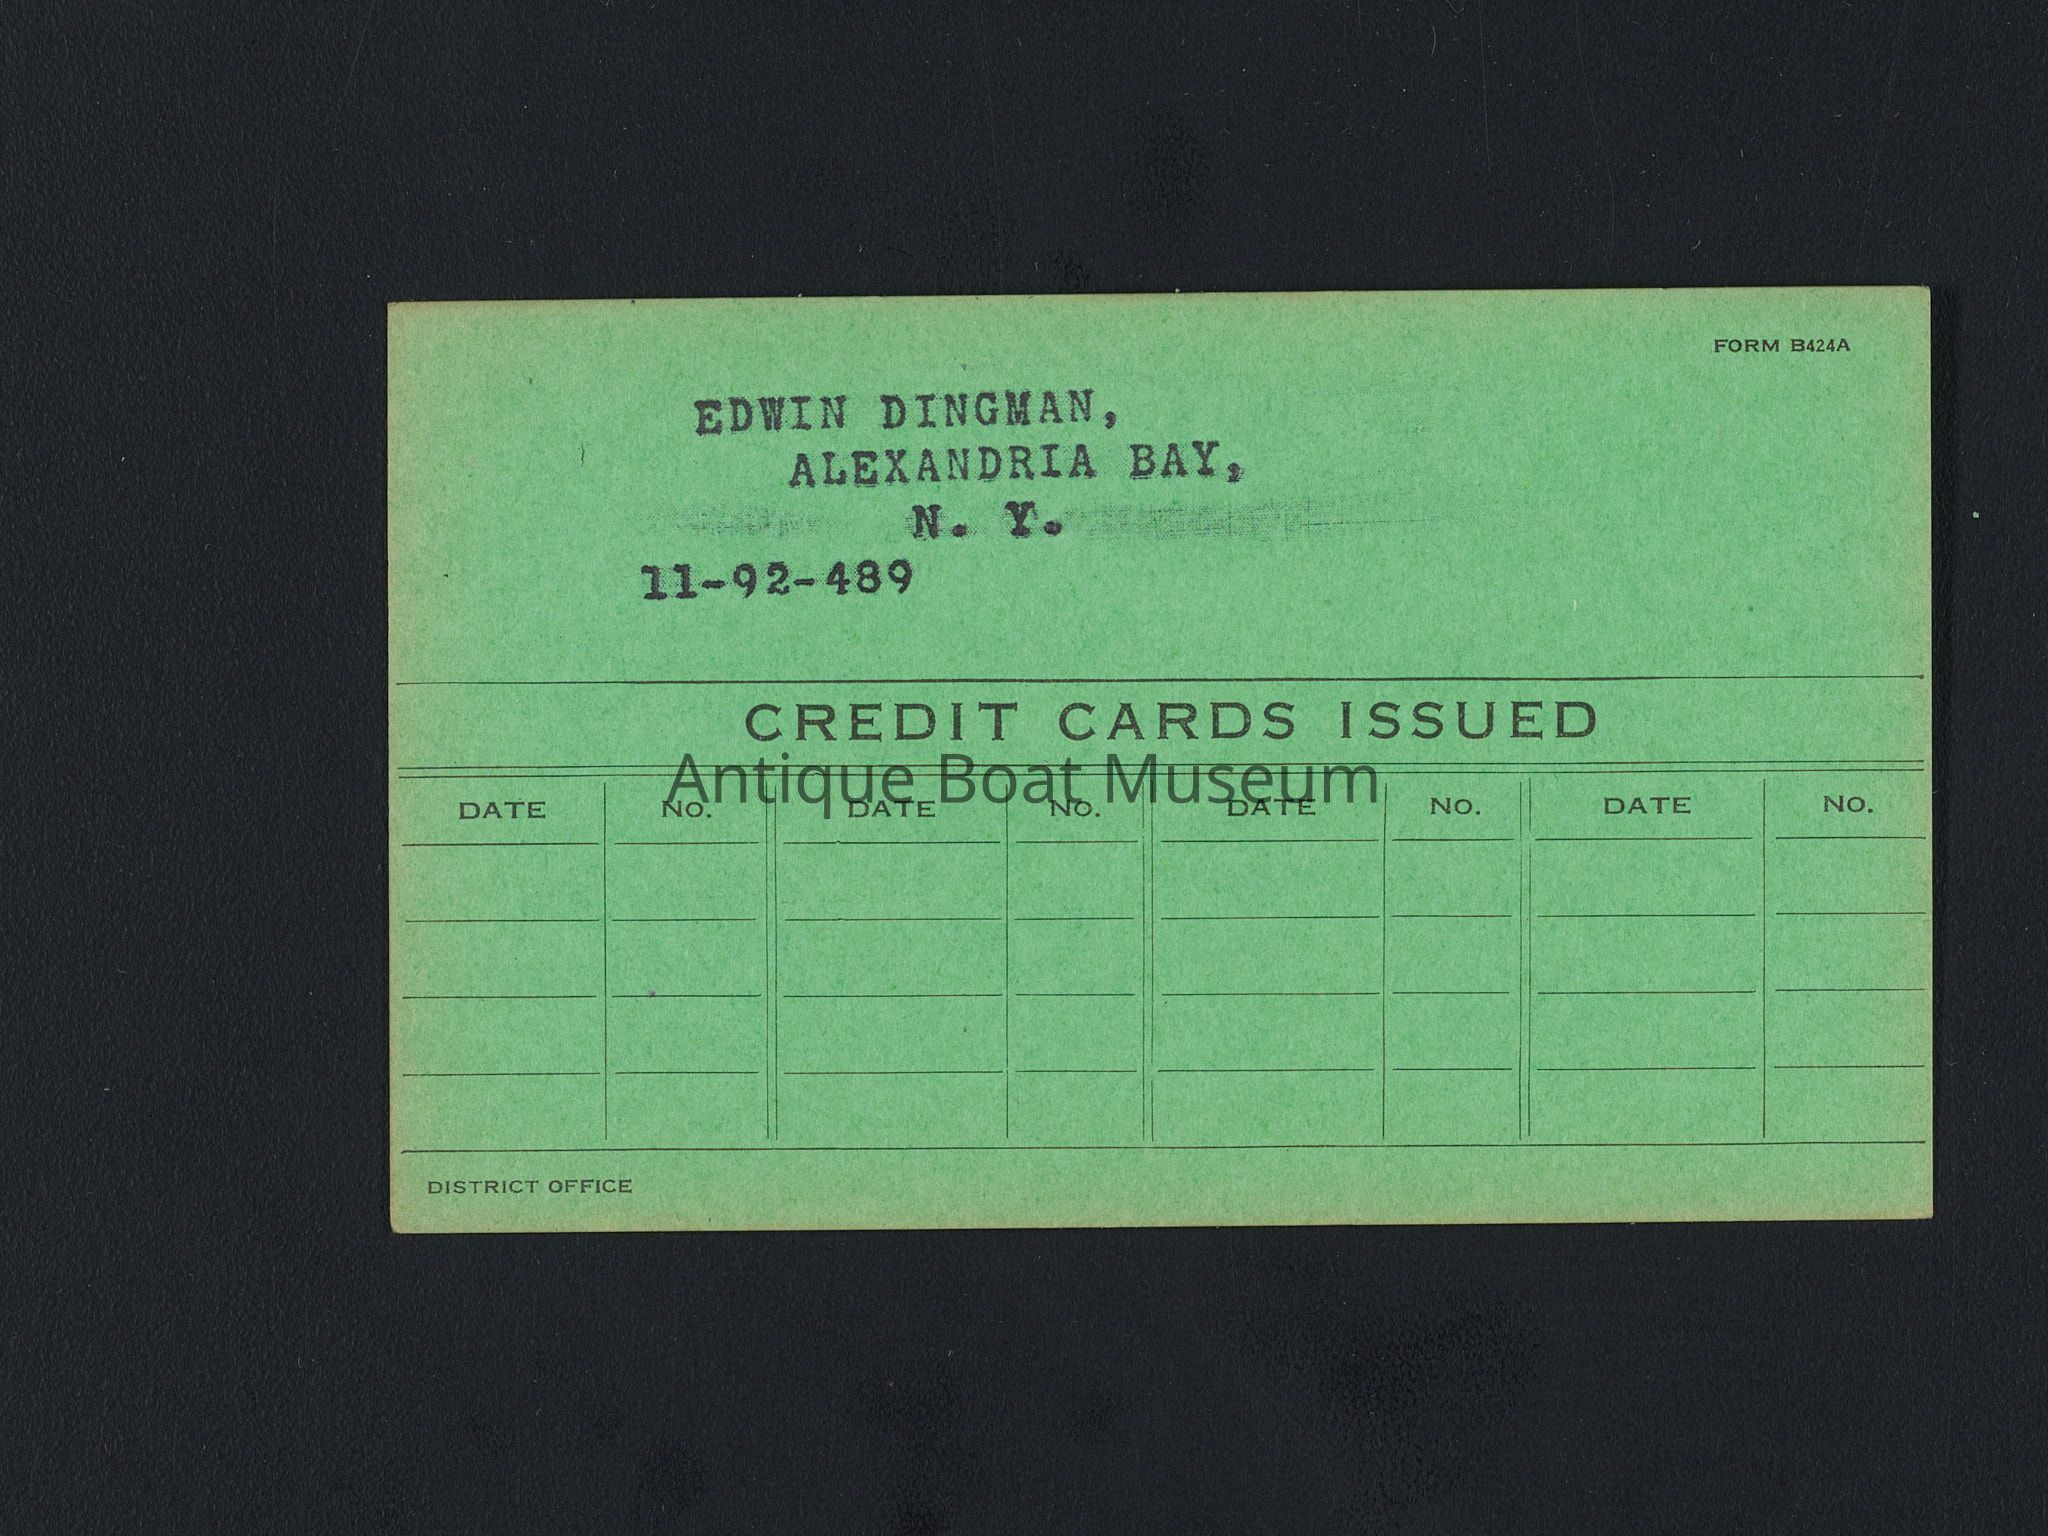 FORM B424A
EDWIN DINGMAN,
ALEXANDRIA BAY,
N. Y.
11-92-489
CREDIT CARDS ISSUED
Antique Boat Museum
DATE NO. DATE NO. DATE NO. DATE NO.
DISTRICT OFFICE